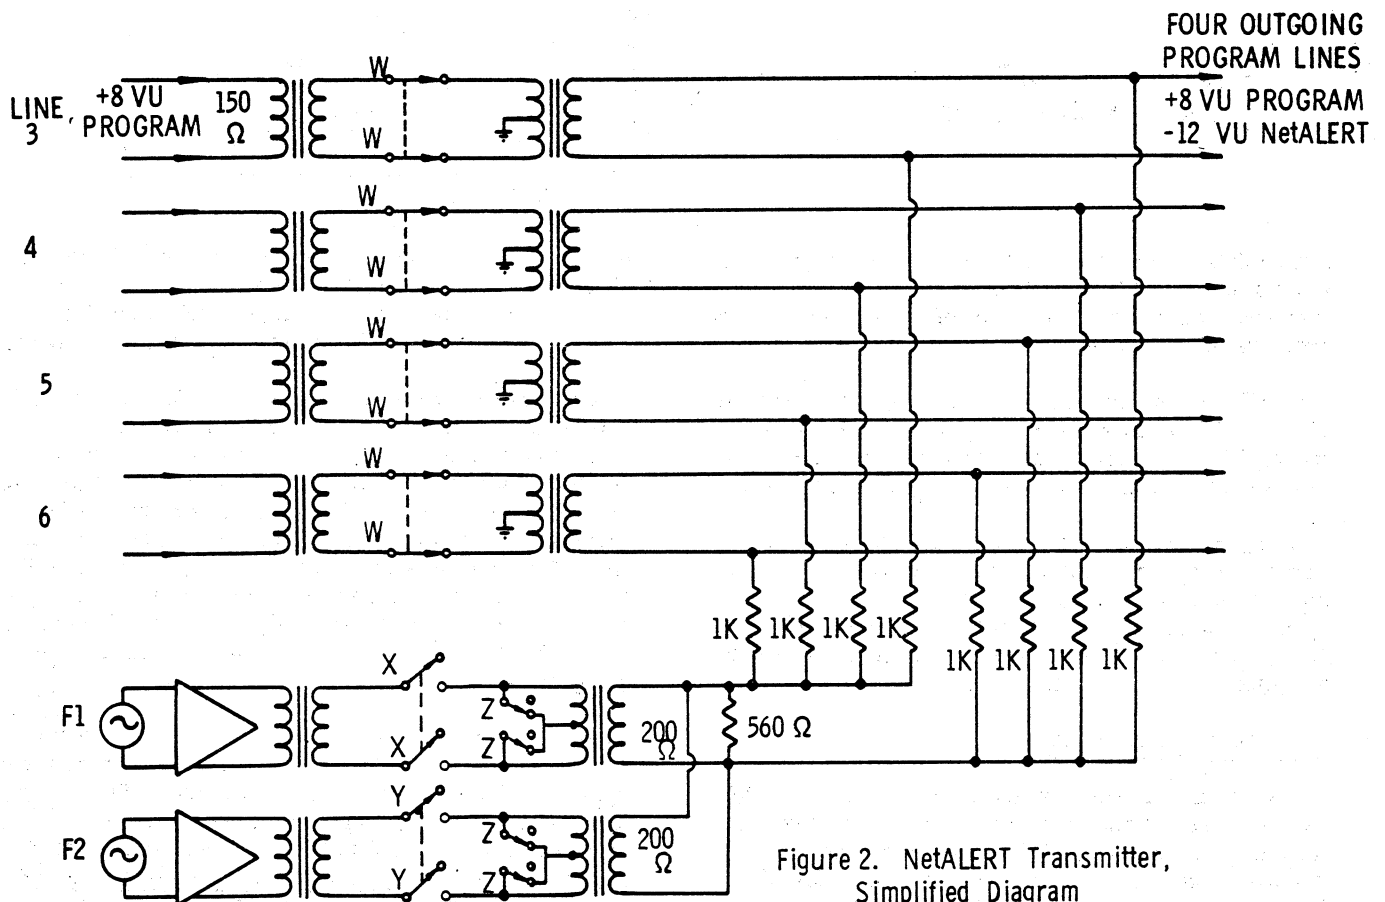 FOUR OUTGOING
PROGRAM LINES
+8 VU PROGRAM
-12 VU NetALERT
LINE
3
+8 VU
PROGRAM
150
Ω
W
W
4
W
W
5
W
W
6
W
W
1K
1K
1K
1K
1K
1K
1K
1K
F1
X
X
Z
Z
200
Ω
560 Ω
F2
Y
Y
Z
Z
200
Ω
Figure 2. NetALERT Transmitter,
Simplified Diagram